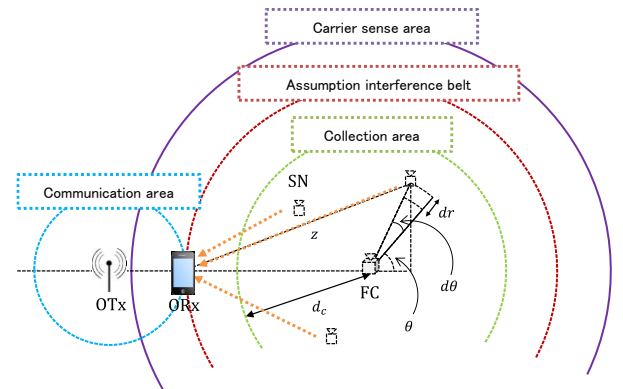 Carrier sense area
Assumption interference belt
Collection area
Communication area
SN
z
dr
OTx
ORx
FC
dθ
d_c
θ